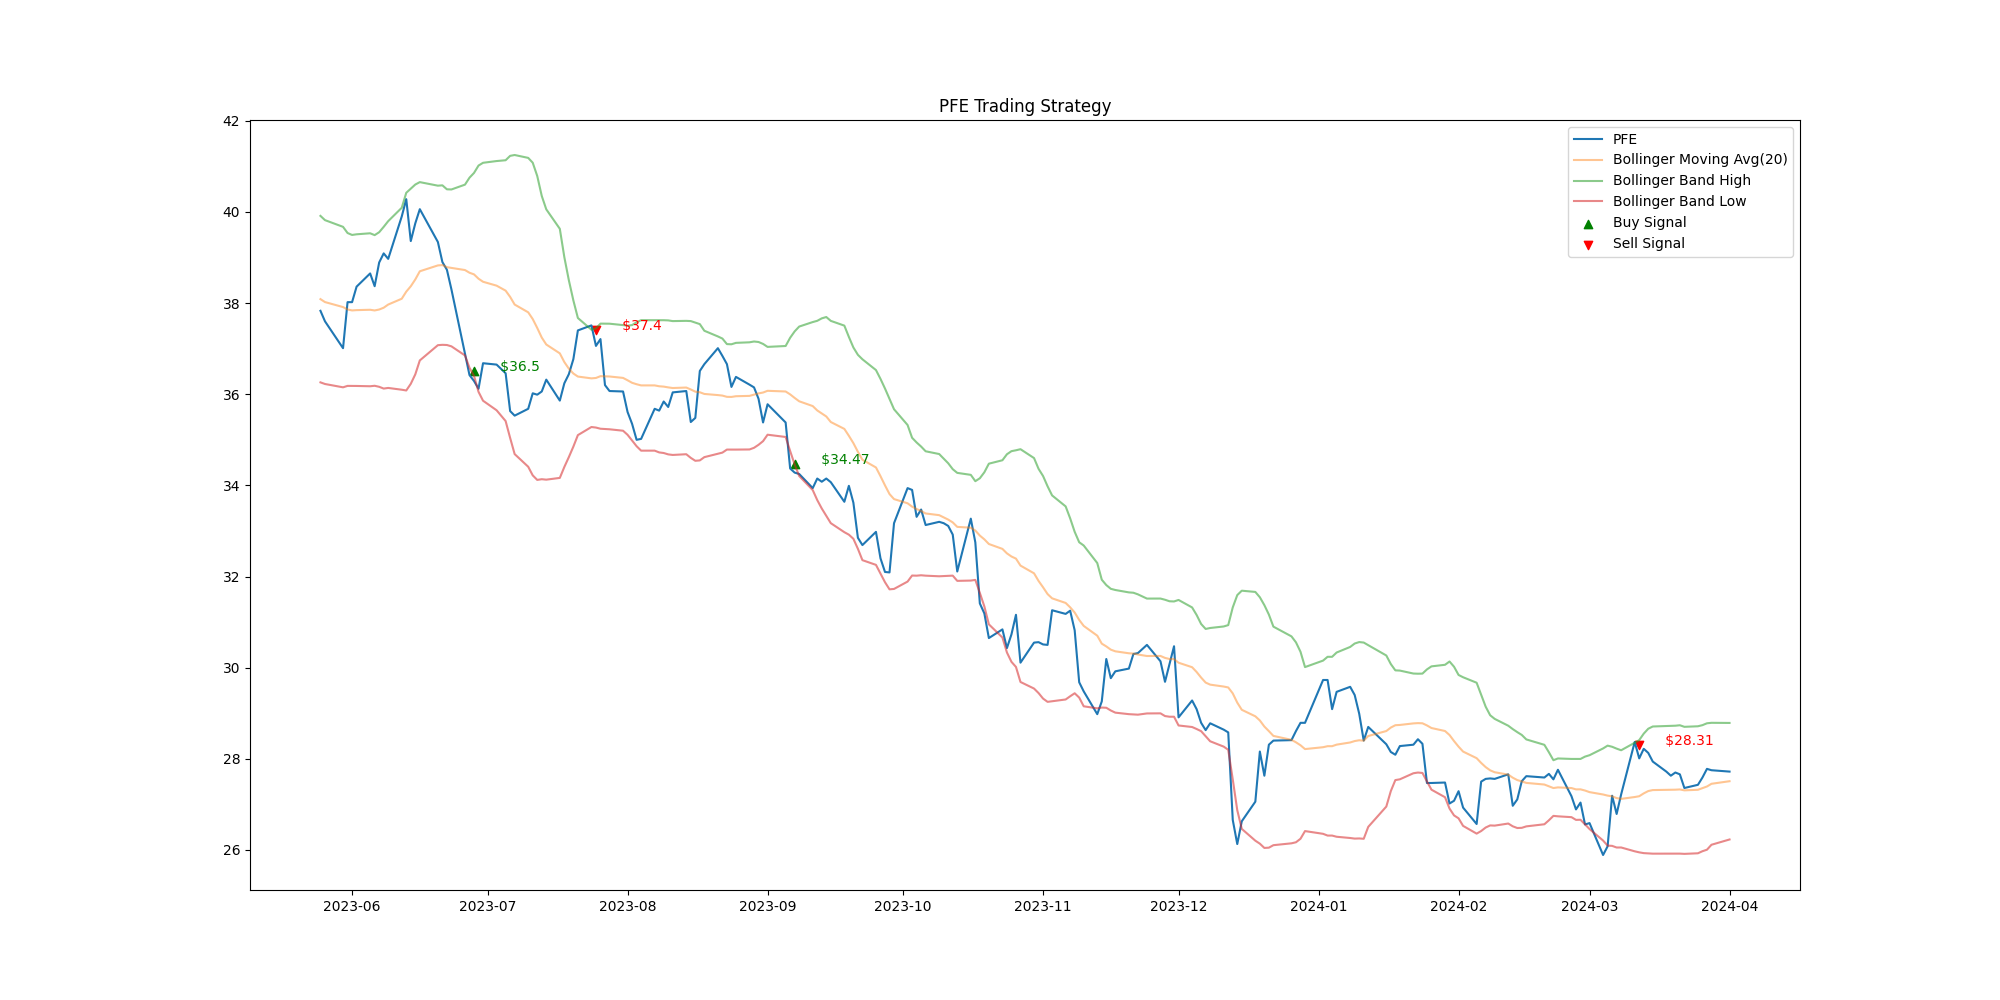 PFE Trading Strategy
42
40
38
36
34
32
30
28
26
PFE
Bollinger Moving Avg(20)
Bollinger Band High
Bollinger Band Low
Buy Signal
Sell Signal
$37.4
$36.5
$34.47
$28.31
2023-06 2023-07 2023-08 2023-09 2023-10 2023-11 2023-12 2024-01 2024-02 2024-03 2024-04